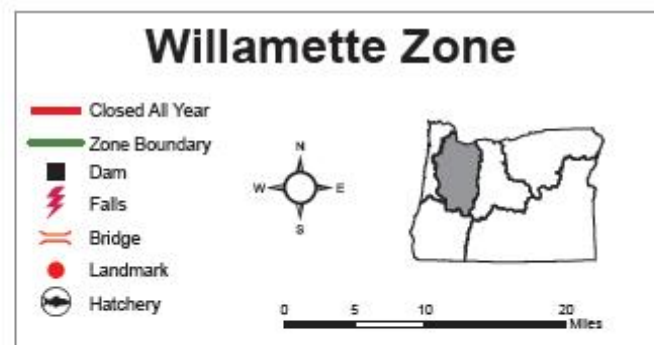 Willamette Zone
Closed All Year
Zone Boundary
Dam
Falls
Bridge
Landmark
Hatchery
N
W E
S
0 5 10 20
Miles